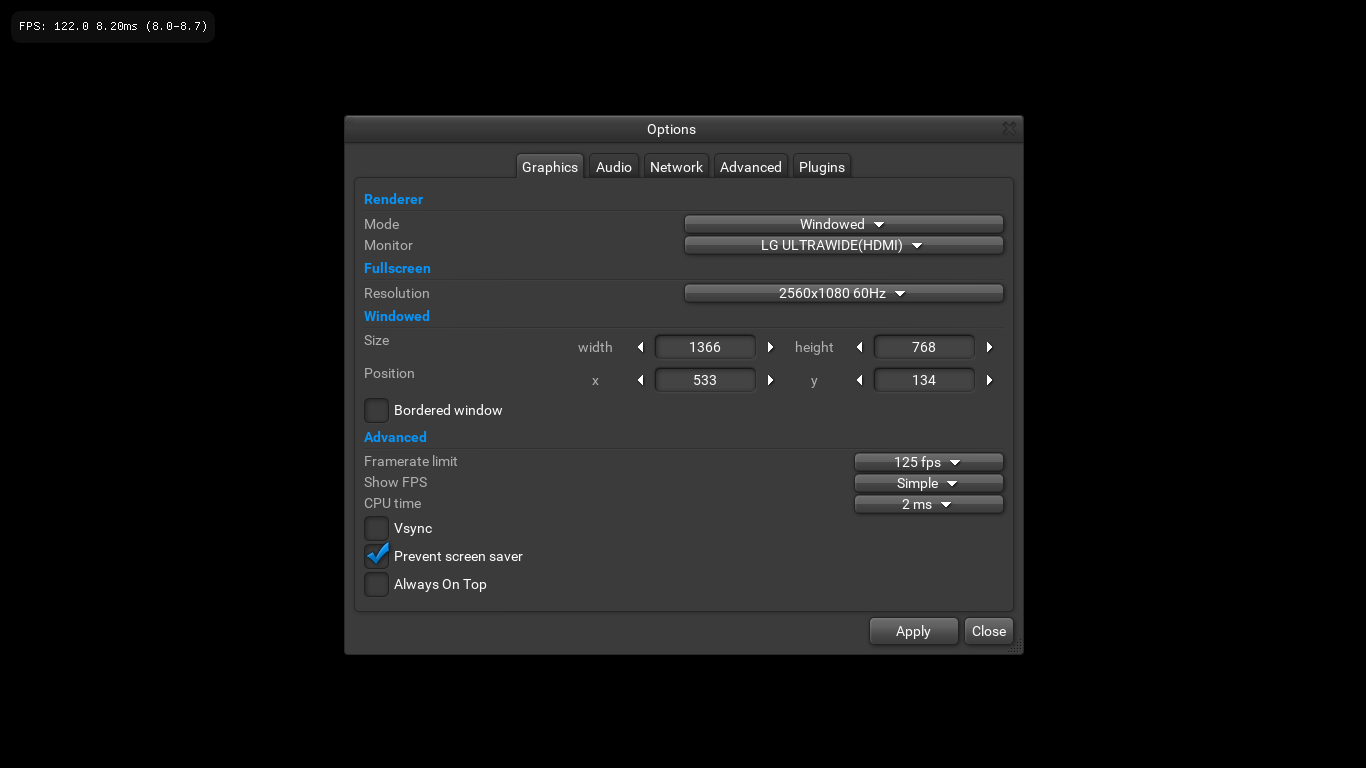 FPS: 122.0 8.20ms (8.0-8.7)
Options
Graphics Audio Network Advanced Plugins
Renderer
Mode Windowed
Monitor LG ULTRAWIDE(HDMI)
Fullscreen
Resolution 2560x1080 60Hz
Windowed
Size width 1366 height 768
Position x 533 y 134
Bordered window
Advanced
Framerate limit 125 fps
Show FPS Simple
CPU time 2 ms
Vsync
Prevent screen saver
Always On Top
Apply Close